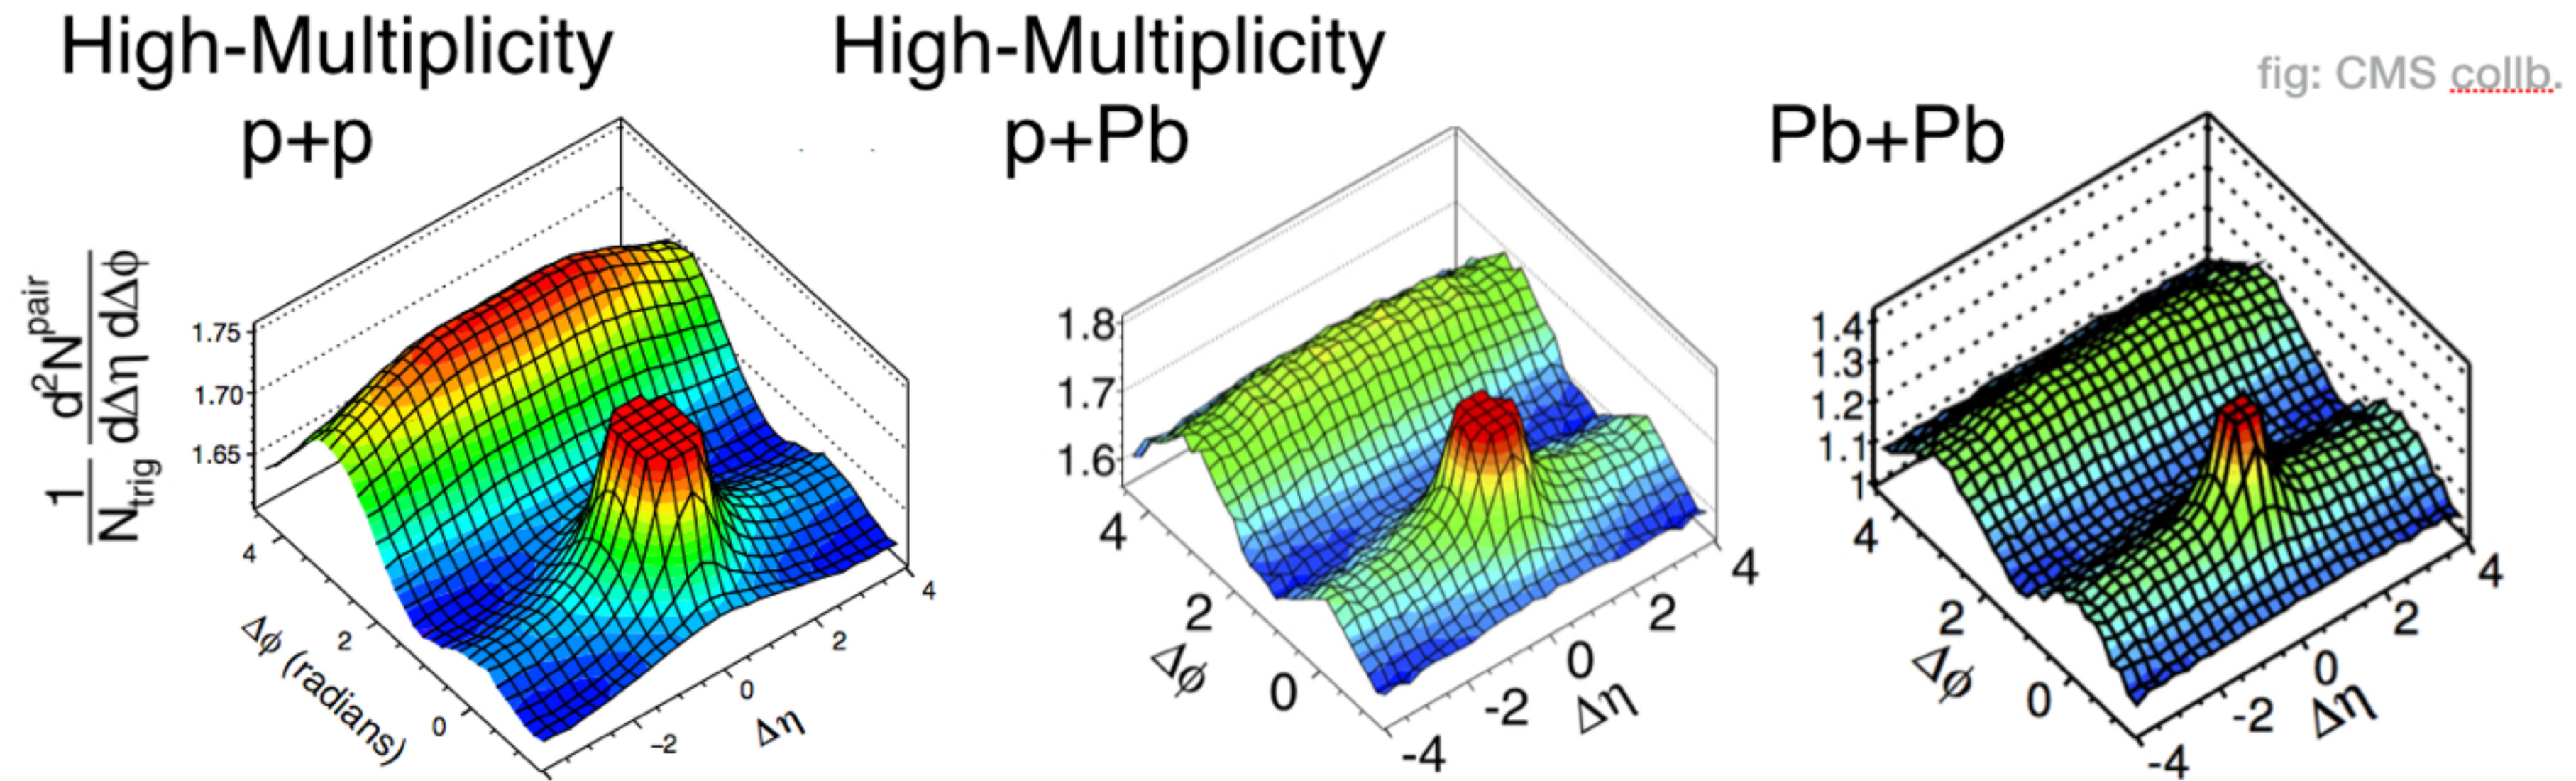 High-Multiplicity
p+p
High-Multiplicity
p+Pb
Pb+Pb
fig: CMS collb.
1
N_trig
d²N^pair
dΔη dΔϕ
1.75
1.70
1.65
4
2
0
Δϕ (radians)
-2
0
2
4
Δη
1.8
1.7
1.6
4
2
0
Δϕ
-4
-2
0
2
4
Δη
1.4
1.3
1.2
1.1
1
4
2
0
Δϕ
-4
-2
0
2
4
Δη